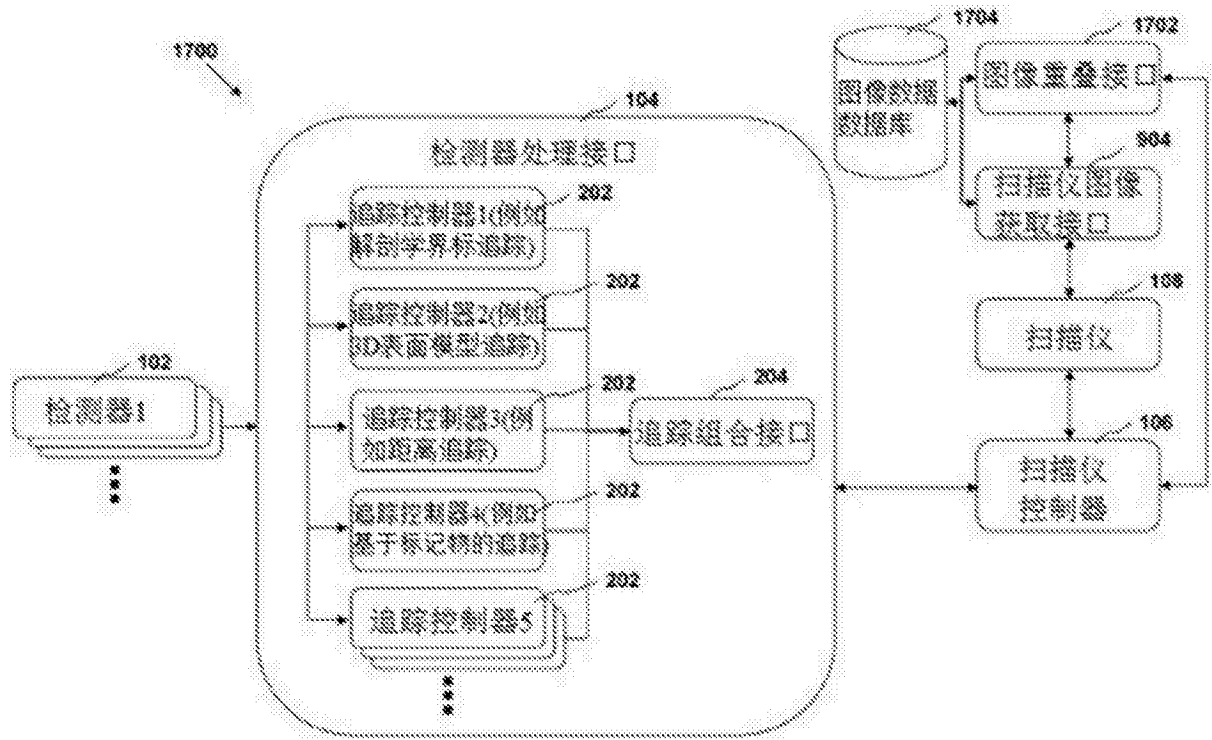 1700
104
检测器处理接口
202
追踪控制器1(例如
解剖学界标追踪)
202
追踪控制器2(例如
3D表面模型追踪)
102
检测器1
202
追踪控制器3(例
如距离追踪)
204
追踪组合接口
202
追踪控制器4(例如
基于标记物的追踪)
202
追踪控制器5
1704
图像数据
数据库
1702
图像重叠接口
904
扫描仪图像
获取接口
108
扫描仪
106
扫描仪
控制器